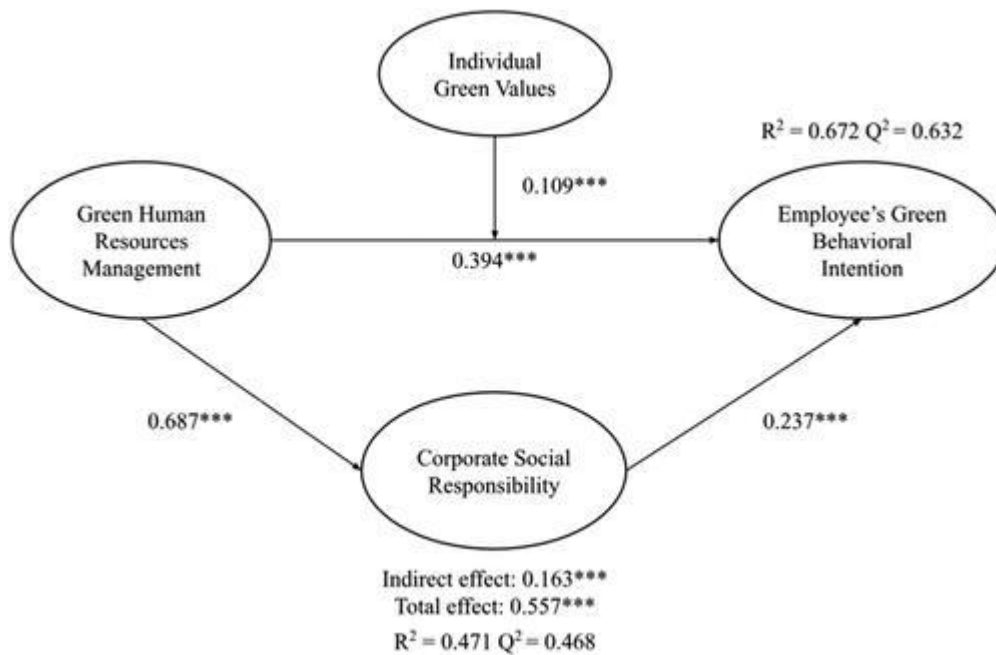 Individual
Green Values
R² = 0.672 Q² = 0.632
0.109***
Green Human
Resources
Management
Employee's Green
Behavioral
Intention
0.394***
0.687***
0.237***
Corporate Social
Responsibility
Indirect effect: 0.163***
Total effect: 0.557***
R² = 0.471 Q² = 0.468